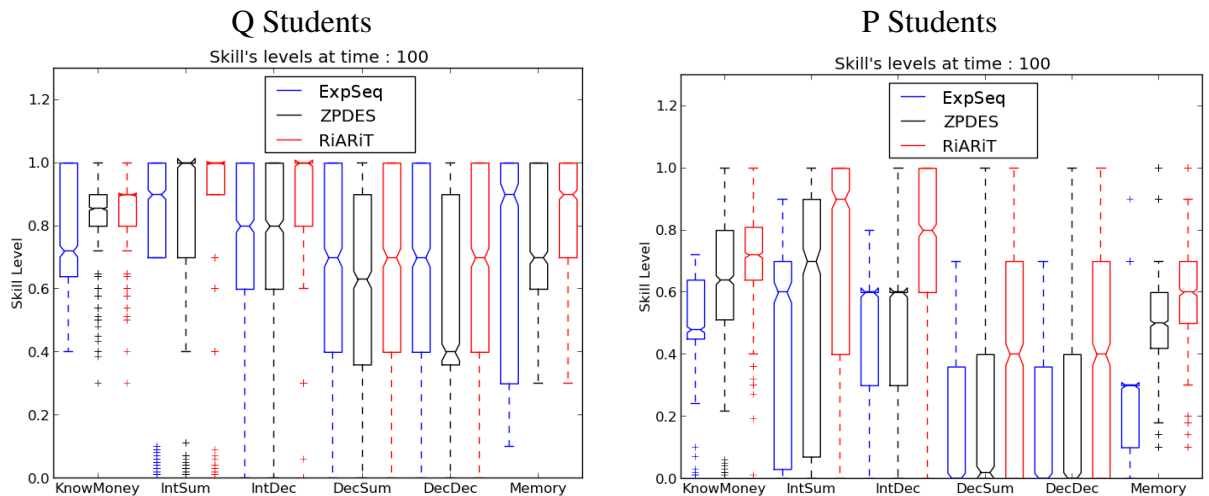 Q Students
Skill's levels at time : 100
ExpSeq
ZPDES
RiARiT
Skill Level
1.2
1.0
0.8
0.6
0.4
0.2
0.0
KnowMoney IntSum IntDec DecSum DecDec Memory
P Students
Skill's levels at time : 100
ExpSeq
ZPDES
RiARiT
Skill Level
1.2
1.0
0.8
0.6
0.4
0.2
0.0
KnowMoney IntSum IntDec DecSum DecDec Memory